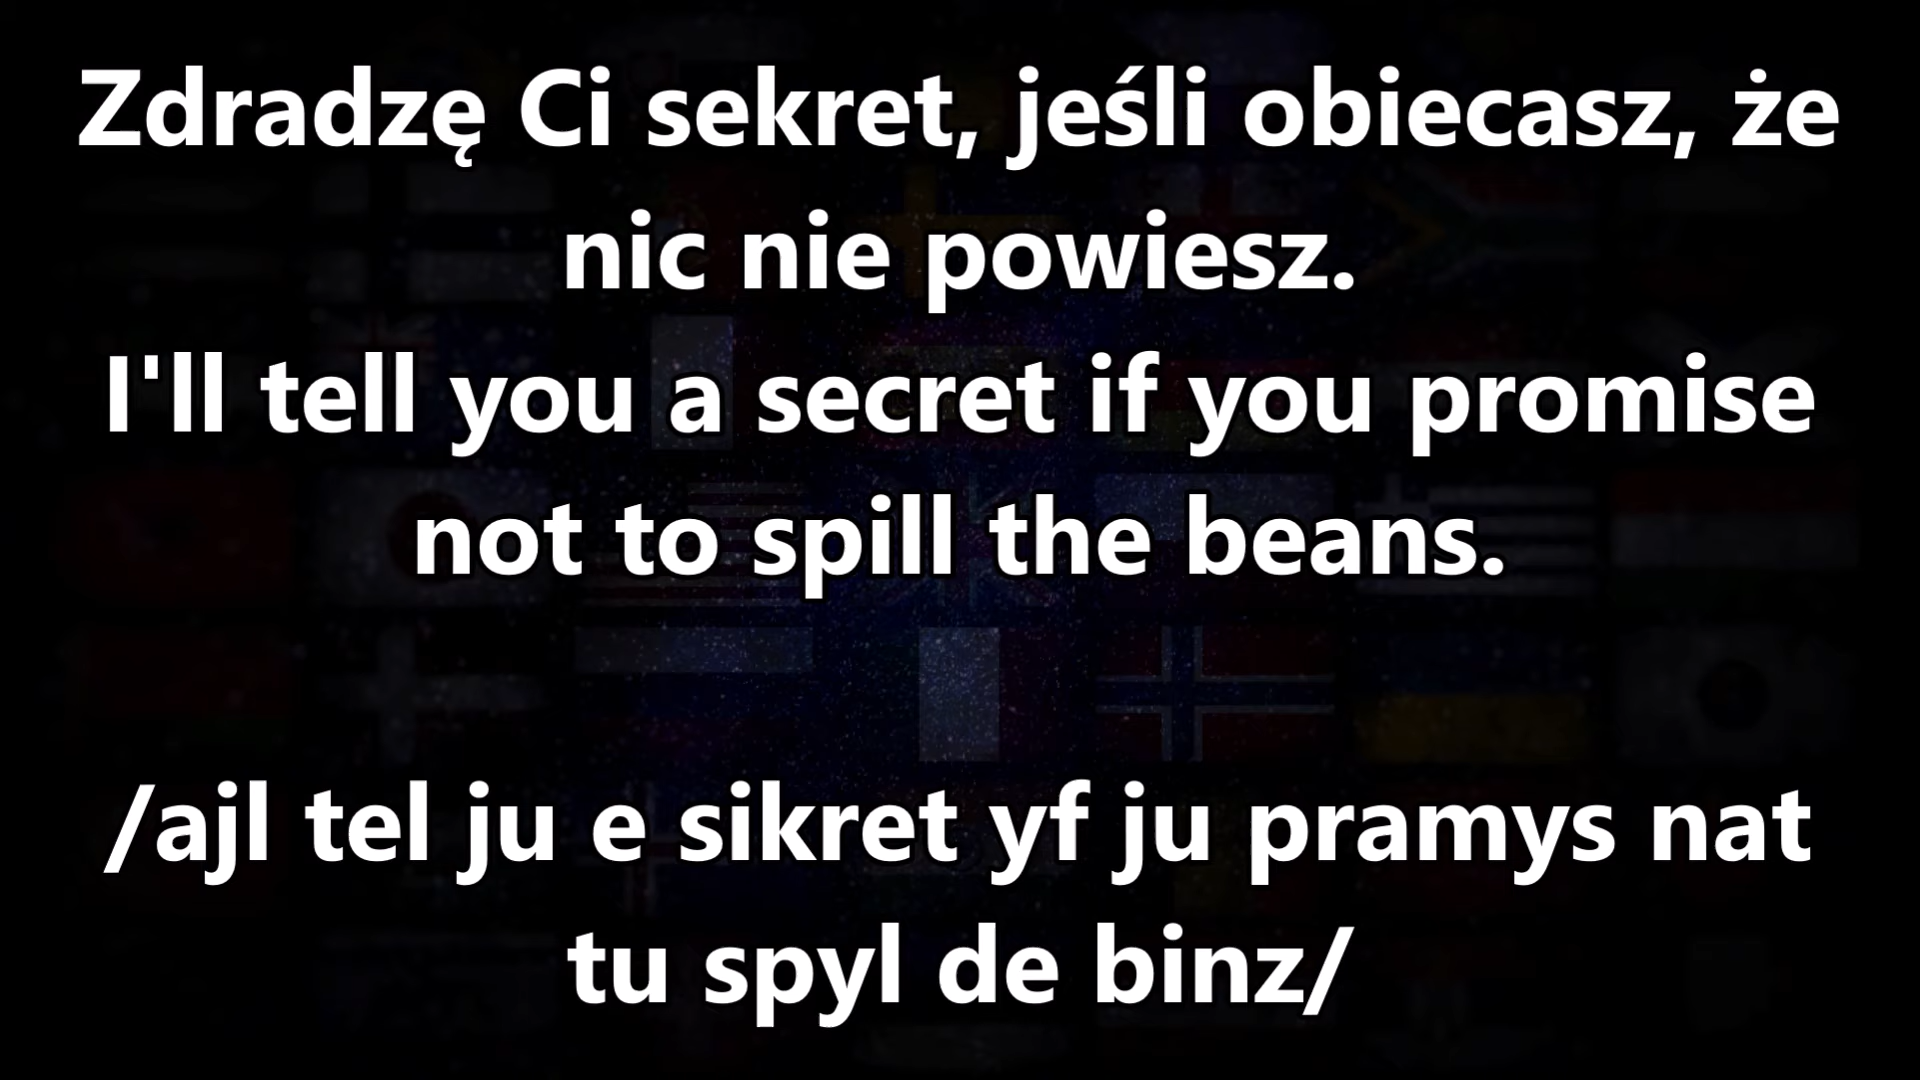 Zdradzę Ci sekret, jeśli obiecasz, że
nic nie powiesz.
I'll tell you a secret if you promise
not to spill the beans.
/ajl tel ju e sikret yf ju pramys nat
tu spyl de binz/